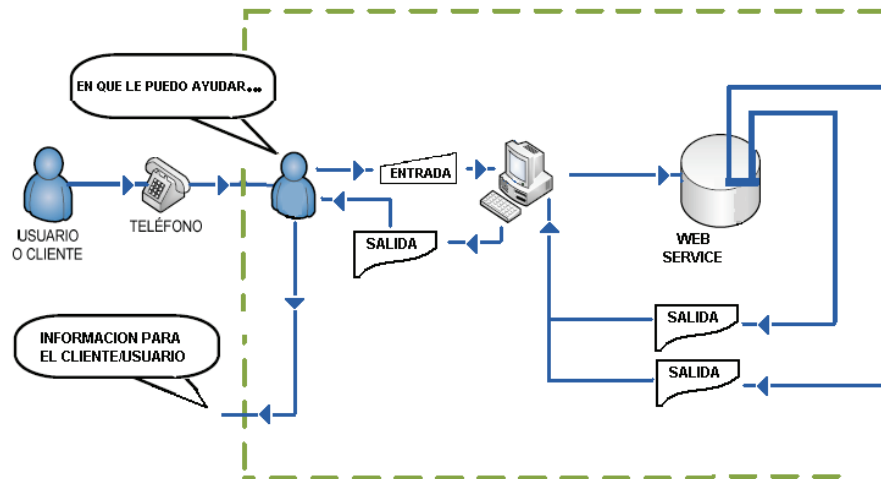 EN QUE LE PUEDO AYUDAR...
ENTRADA
TELÉFONO
USUARIO
O CLIENTE
SALIDA
WEB
SERVICE
SALIDA
INFORMACION PARA
EL CLIENTE/USUARIO
SALIDA